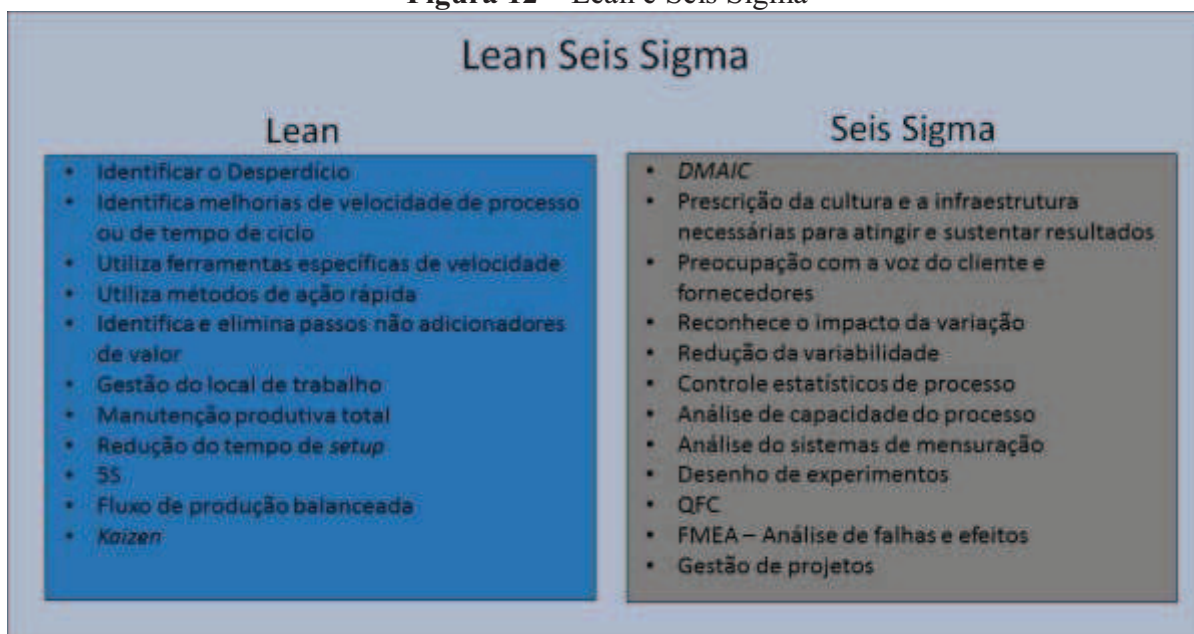 Figura 12 – Lean e Seis Sigma
Lean Seis Sigma
Lean
• Identificar o Desperdício
• Identifica melhorias de velocidade de processo
ou de tempo de ciclo
• Utiliza ferramentas específicas de velocidade
• Utiliza métodos de ação rápida
• Identifica e elimina passos não adicionadores
de valor
• Gestão do local de trabalho
• Manutenção produtiva total
• Redução do tempo de setup
• 5S
• Fluxo de produção balanceada
• Kaizen
Seis Sigma
• DMAIC
• Prescrição da cultura e a infraestrutura
necessárias para atingir e sustentar resultados
• Preocupação com a voz do cliente e
fornecedores
• Reconhece o impacto da variação
• Redução da variabilidade
• Controle estatísticos de processo
• Análise de capacidade do processo
• Análise do sistemas de mensuração
• Desenho de experimentos
• QFC
• FMEA – Análise de falhas e efeitos
• Gestão de projetos